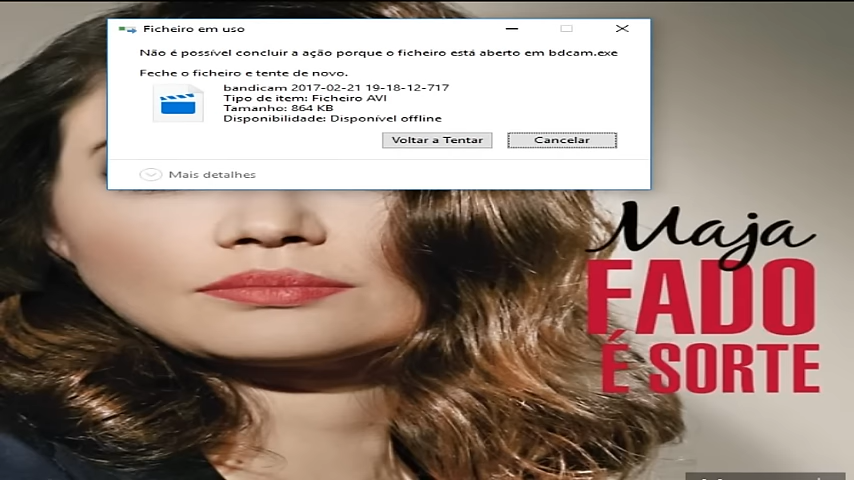 Ficheiro em uso
Não é possível concluir a ação porque o ficheiro está aberto em bdcam.exe
Feche o ficheiro e tente de novo.
bandicam 2017-02-21 19-18-12-717
Tipo de item: Ficheiro AVI
Tamanho: 864 KB
Disponibilidade: Disponível offline
Voltar a Tentar
Cancelar
Mais detalhes
Maja
FADO
É SORTE